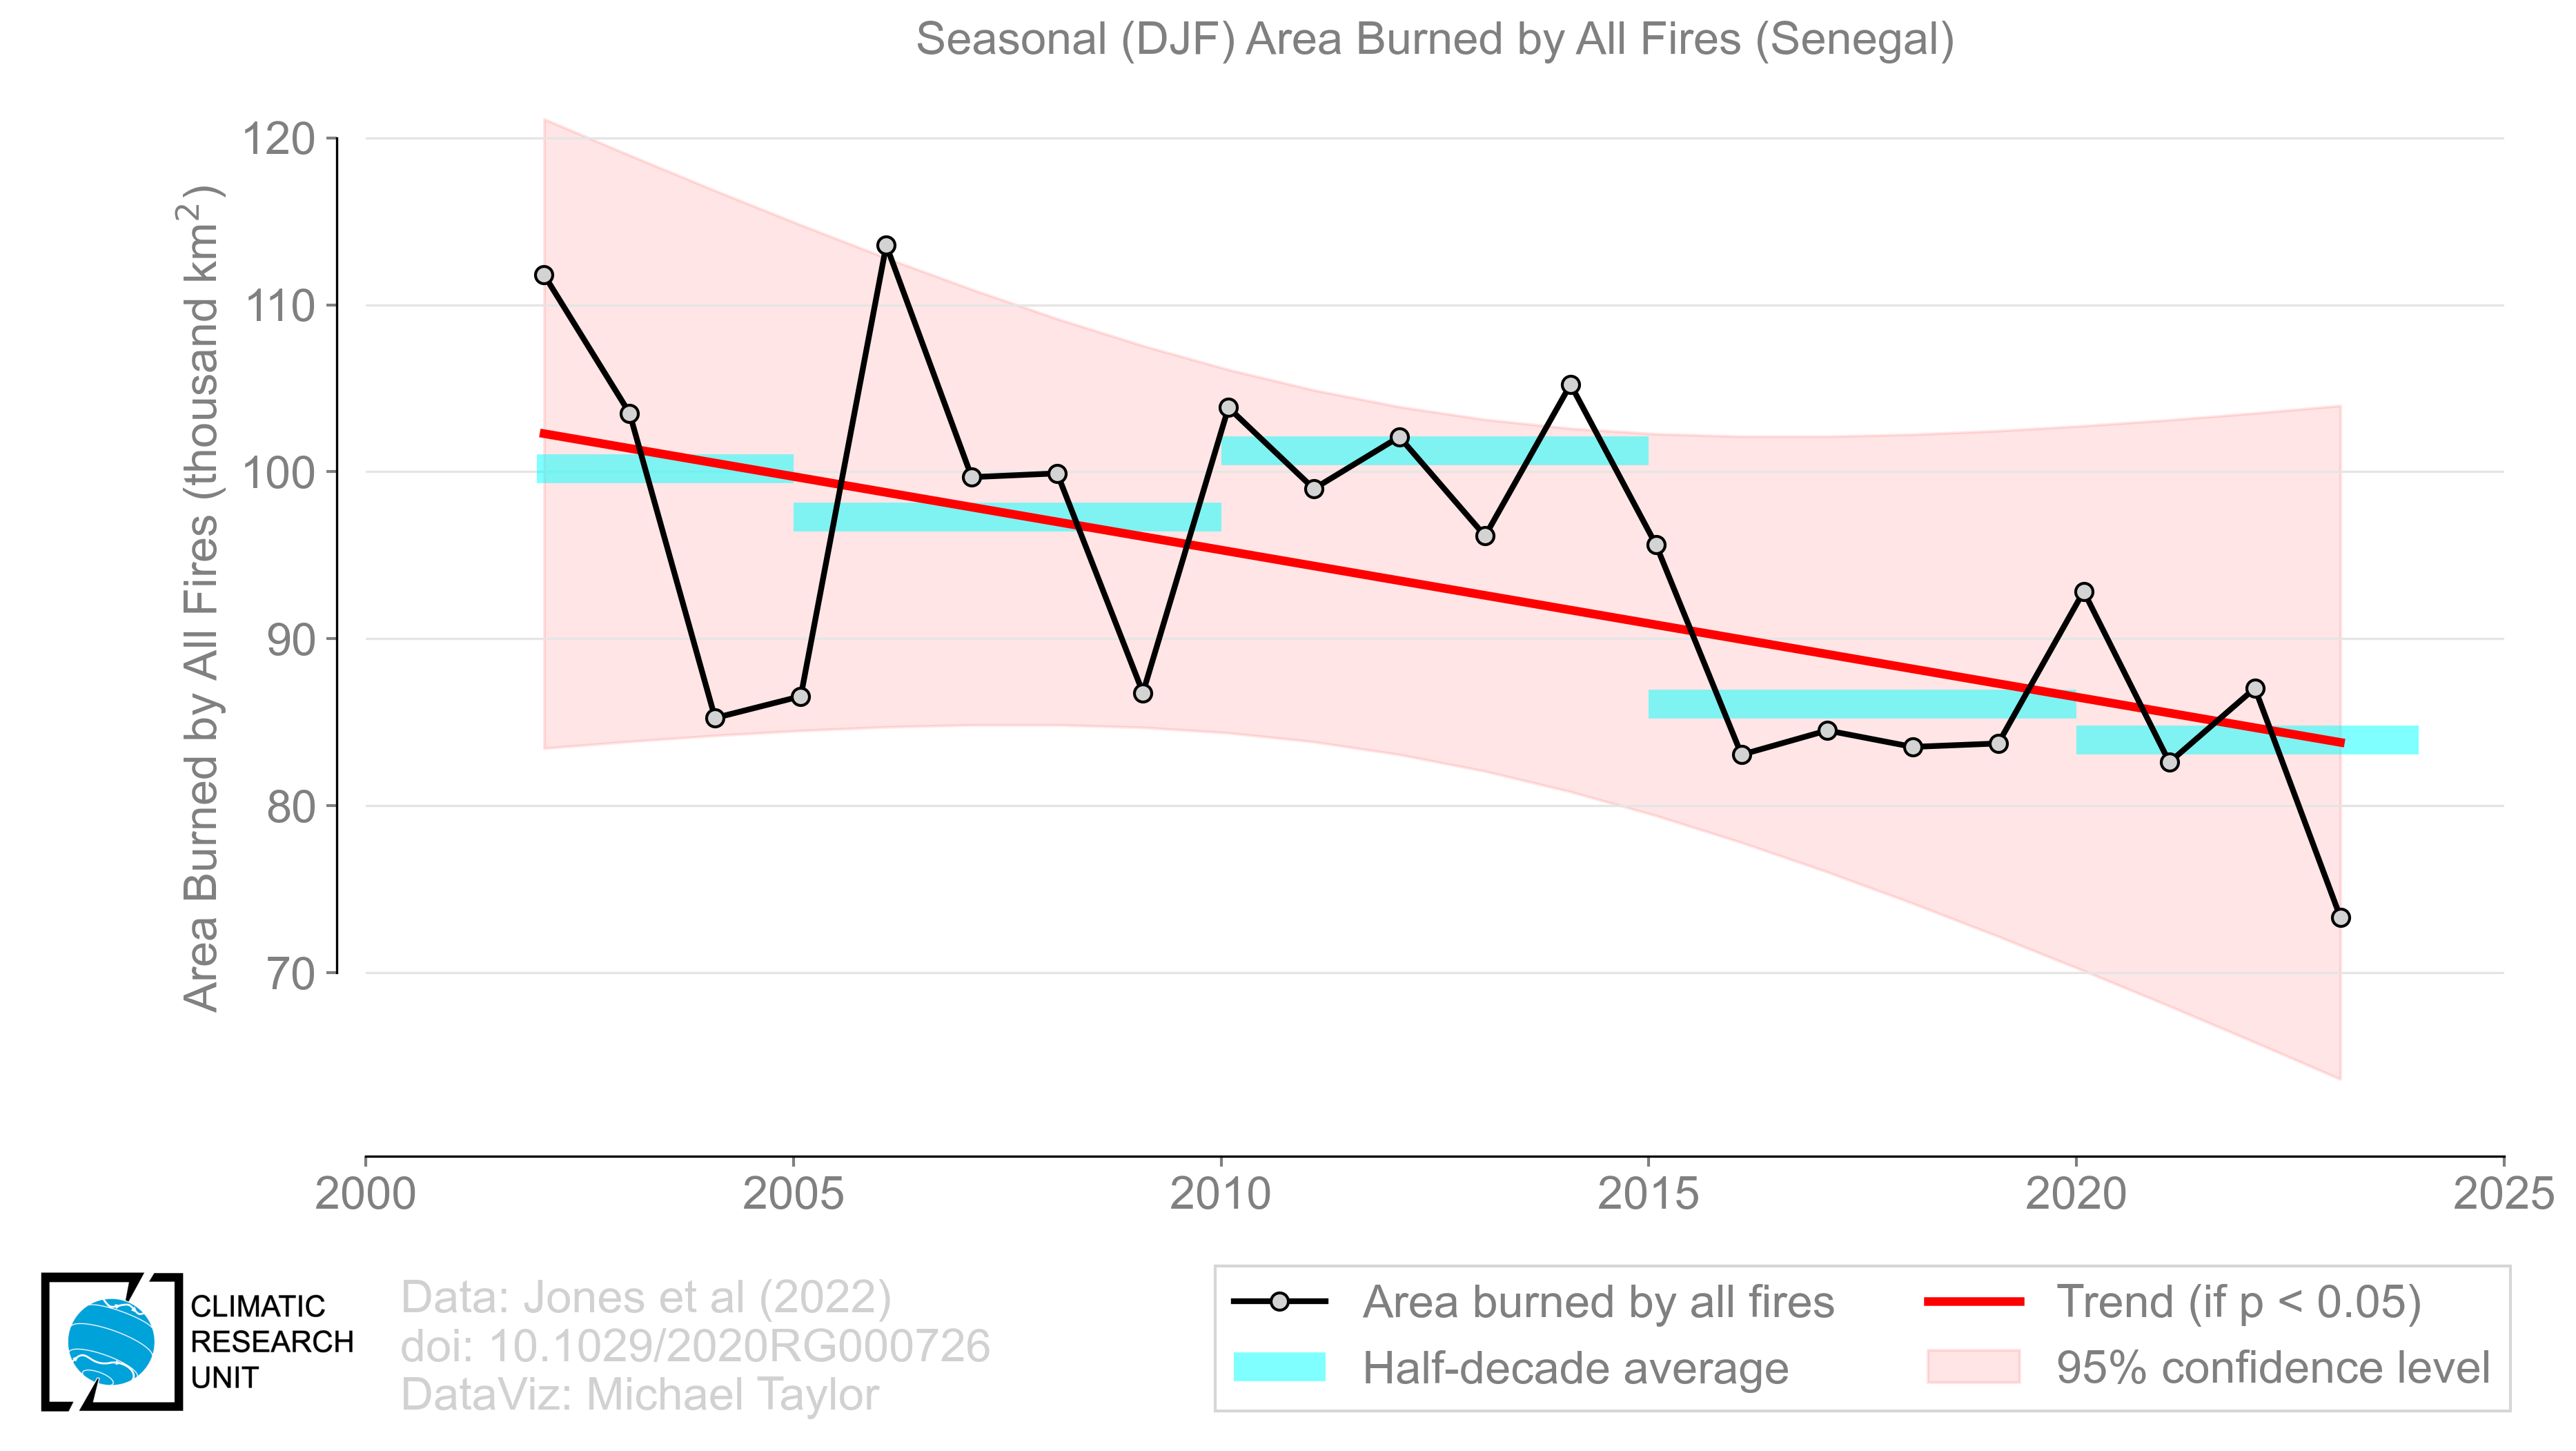 Seasonal (DJF) Area Burned by All Fires (Senegal)
Area Burned by All Fires (thousand km²)
120
110
100
90
80
70
2000
2005
2010
2015
2020
2025
CLIMATIC
RESEARCH
UNIT
Data: Jones et al (2022)
doi: 10.1029/2020RG000726
DataViz: Michael Taylor
Area burned by all fires
Half-decade average
Trend (if p < 0.05)
95% confidence level